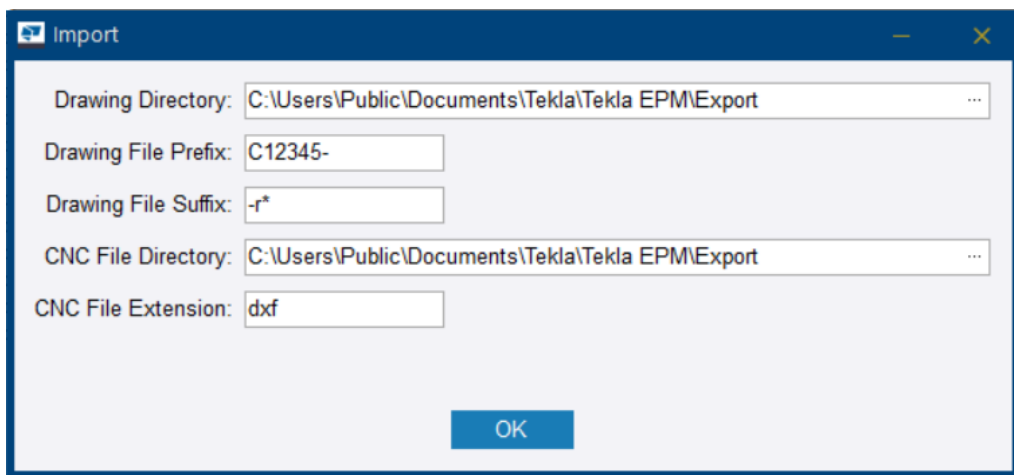 Import
Drawing Directory: C:\Users\Public\Documents\Tekla\Tekla EPM\Export ...
Drawing File Prefix: C12345-
Drawing File Suffix: -r*
CNC File Directory: C:\Users\Public\Documents\Tekla\Tekla EPM\Export ...
CNC File Extension: dxf
OK